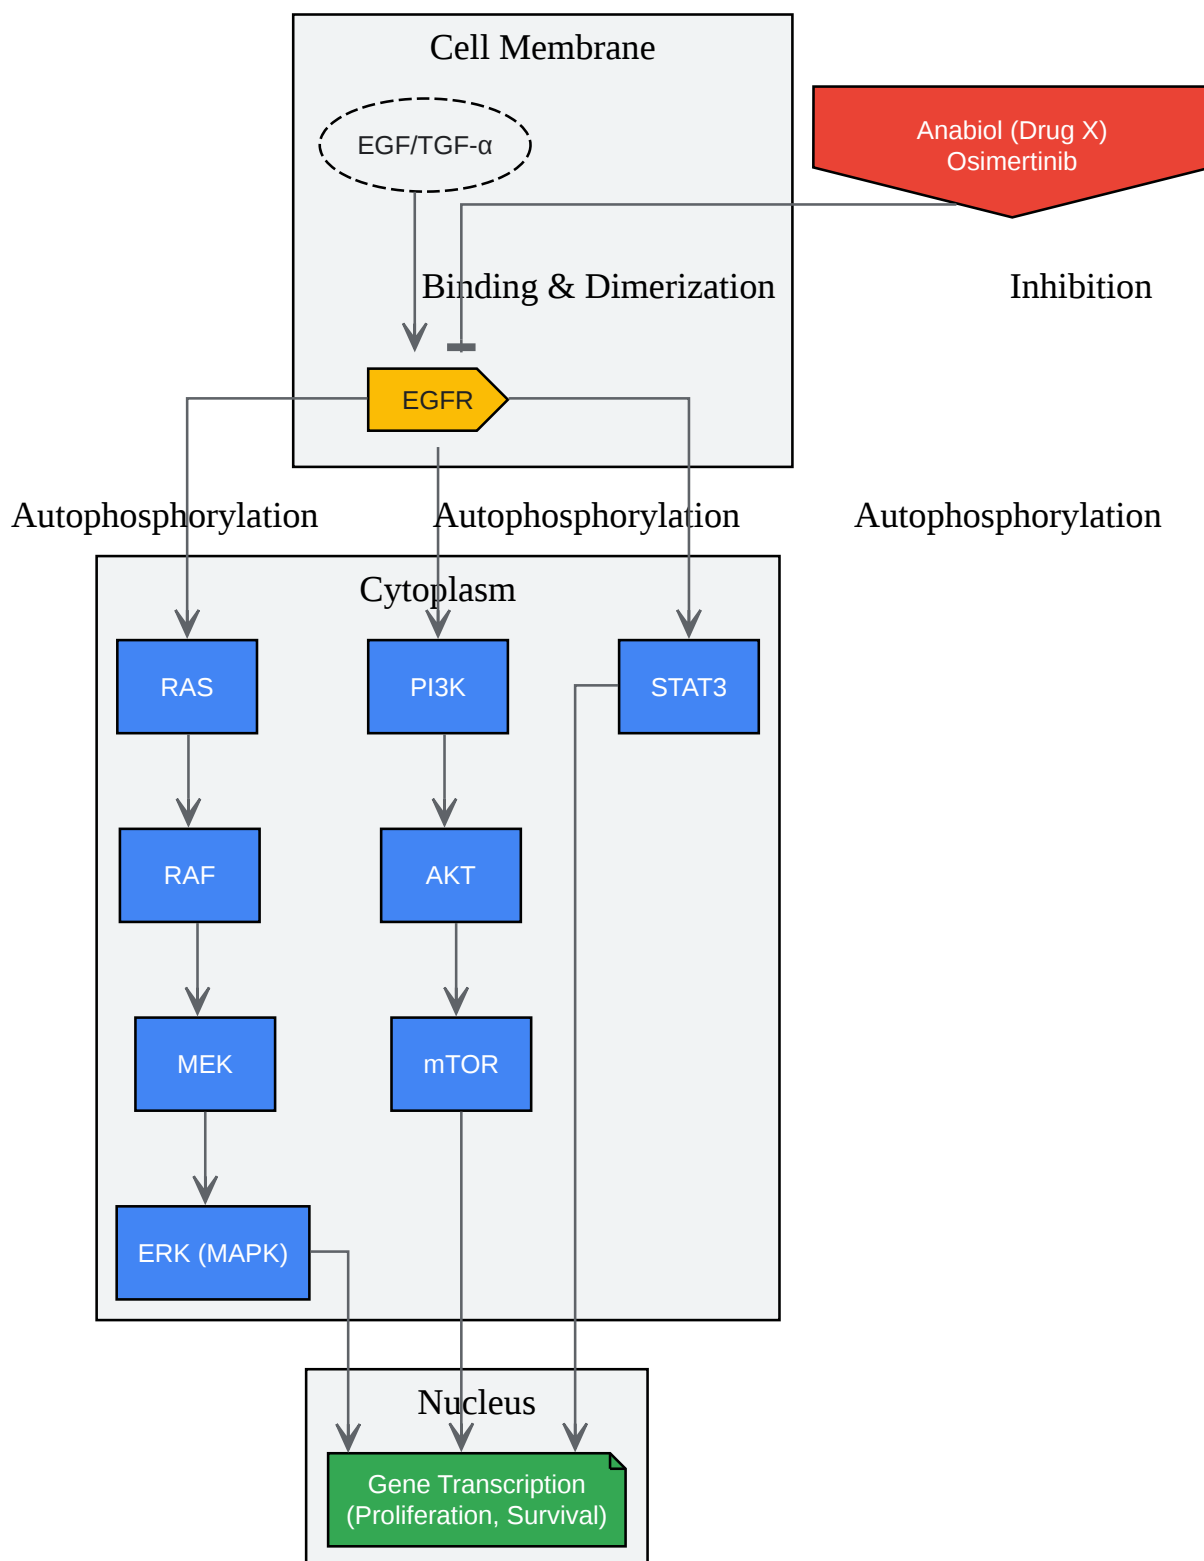 Cell Membrane
EGF/TGF-α
Anabiol (Drug X)
Osimertinib
Binding & Dimerization
Inhibition
EGFR
Autophosphorylation
Autophosphorylation
Autophosphorylation
Cytoplasm
RAS
PI3K
STAT3
RAF
AKT
MEK
mTOR
ERK (MAPK)
Nucleus
Gene Transcription
(Proliferation, Survival)